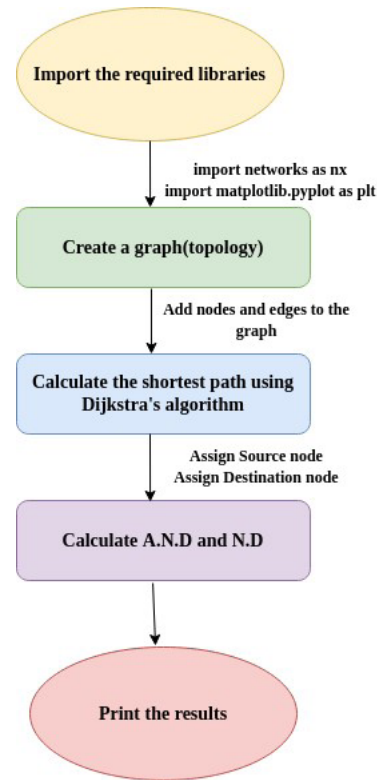 Import the required libraries
import networks as nx
import matplotlib.pyplot as plt
Create a graph(topology)
Add nodes and edges to the
graph
Calculate the shortest path using
Dijkstra's algorithm
Assign Source node
Assign Destination node
Calculate A.N.D and N.D
Print the results